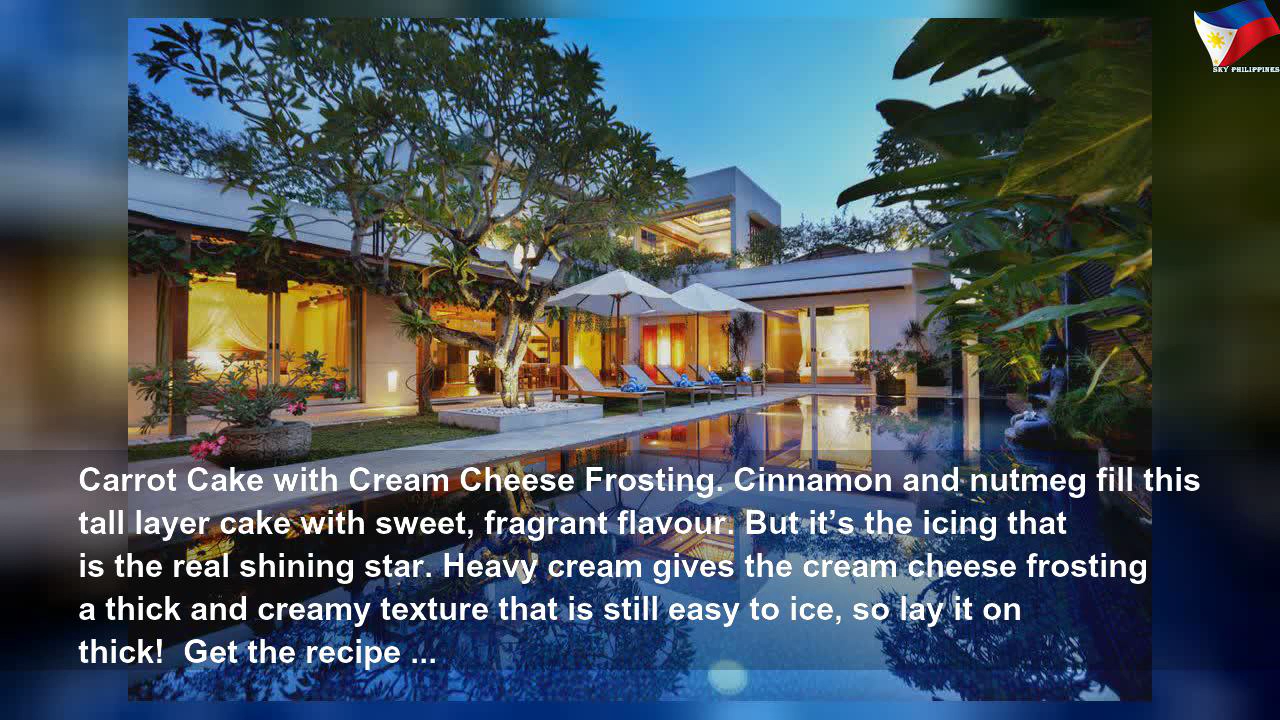 SKY PHILIPPINES
Carrot Cake with Cream Cheese Frosting. Cinnamon and nutmeg fill this
tall layer cake with sweet, fragrant flavour. But it’s the icing that
is the real shining star. Heavy cream gives the cream cheese frosting
a thick and creamy texture that is still easy to ice, so lay it on
thick!  Get the recipe ...